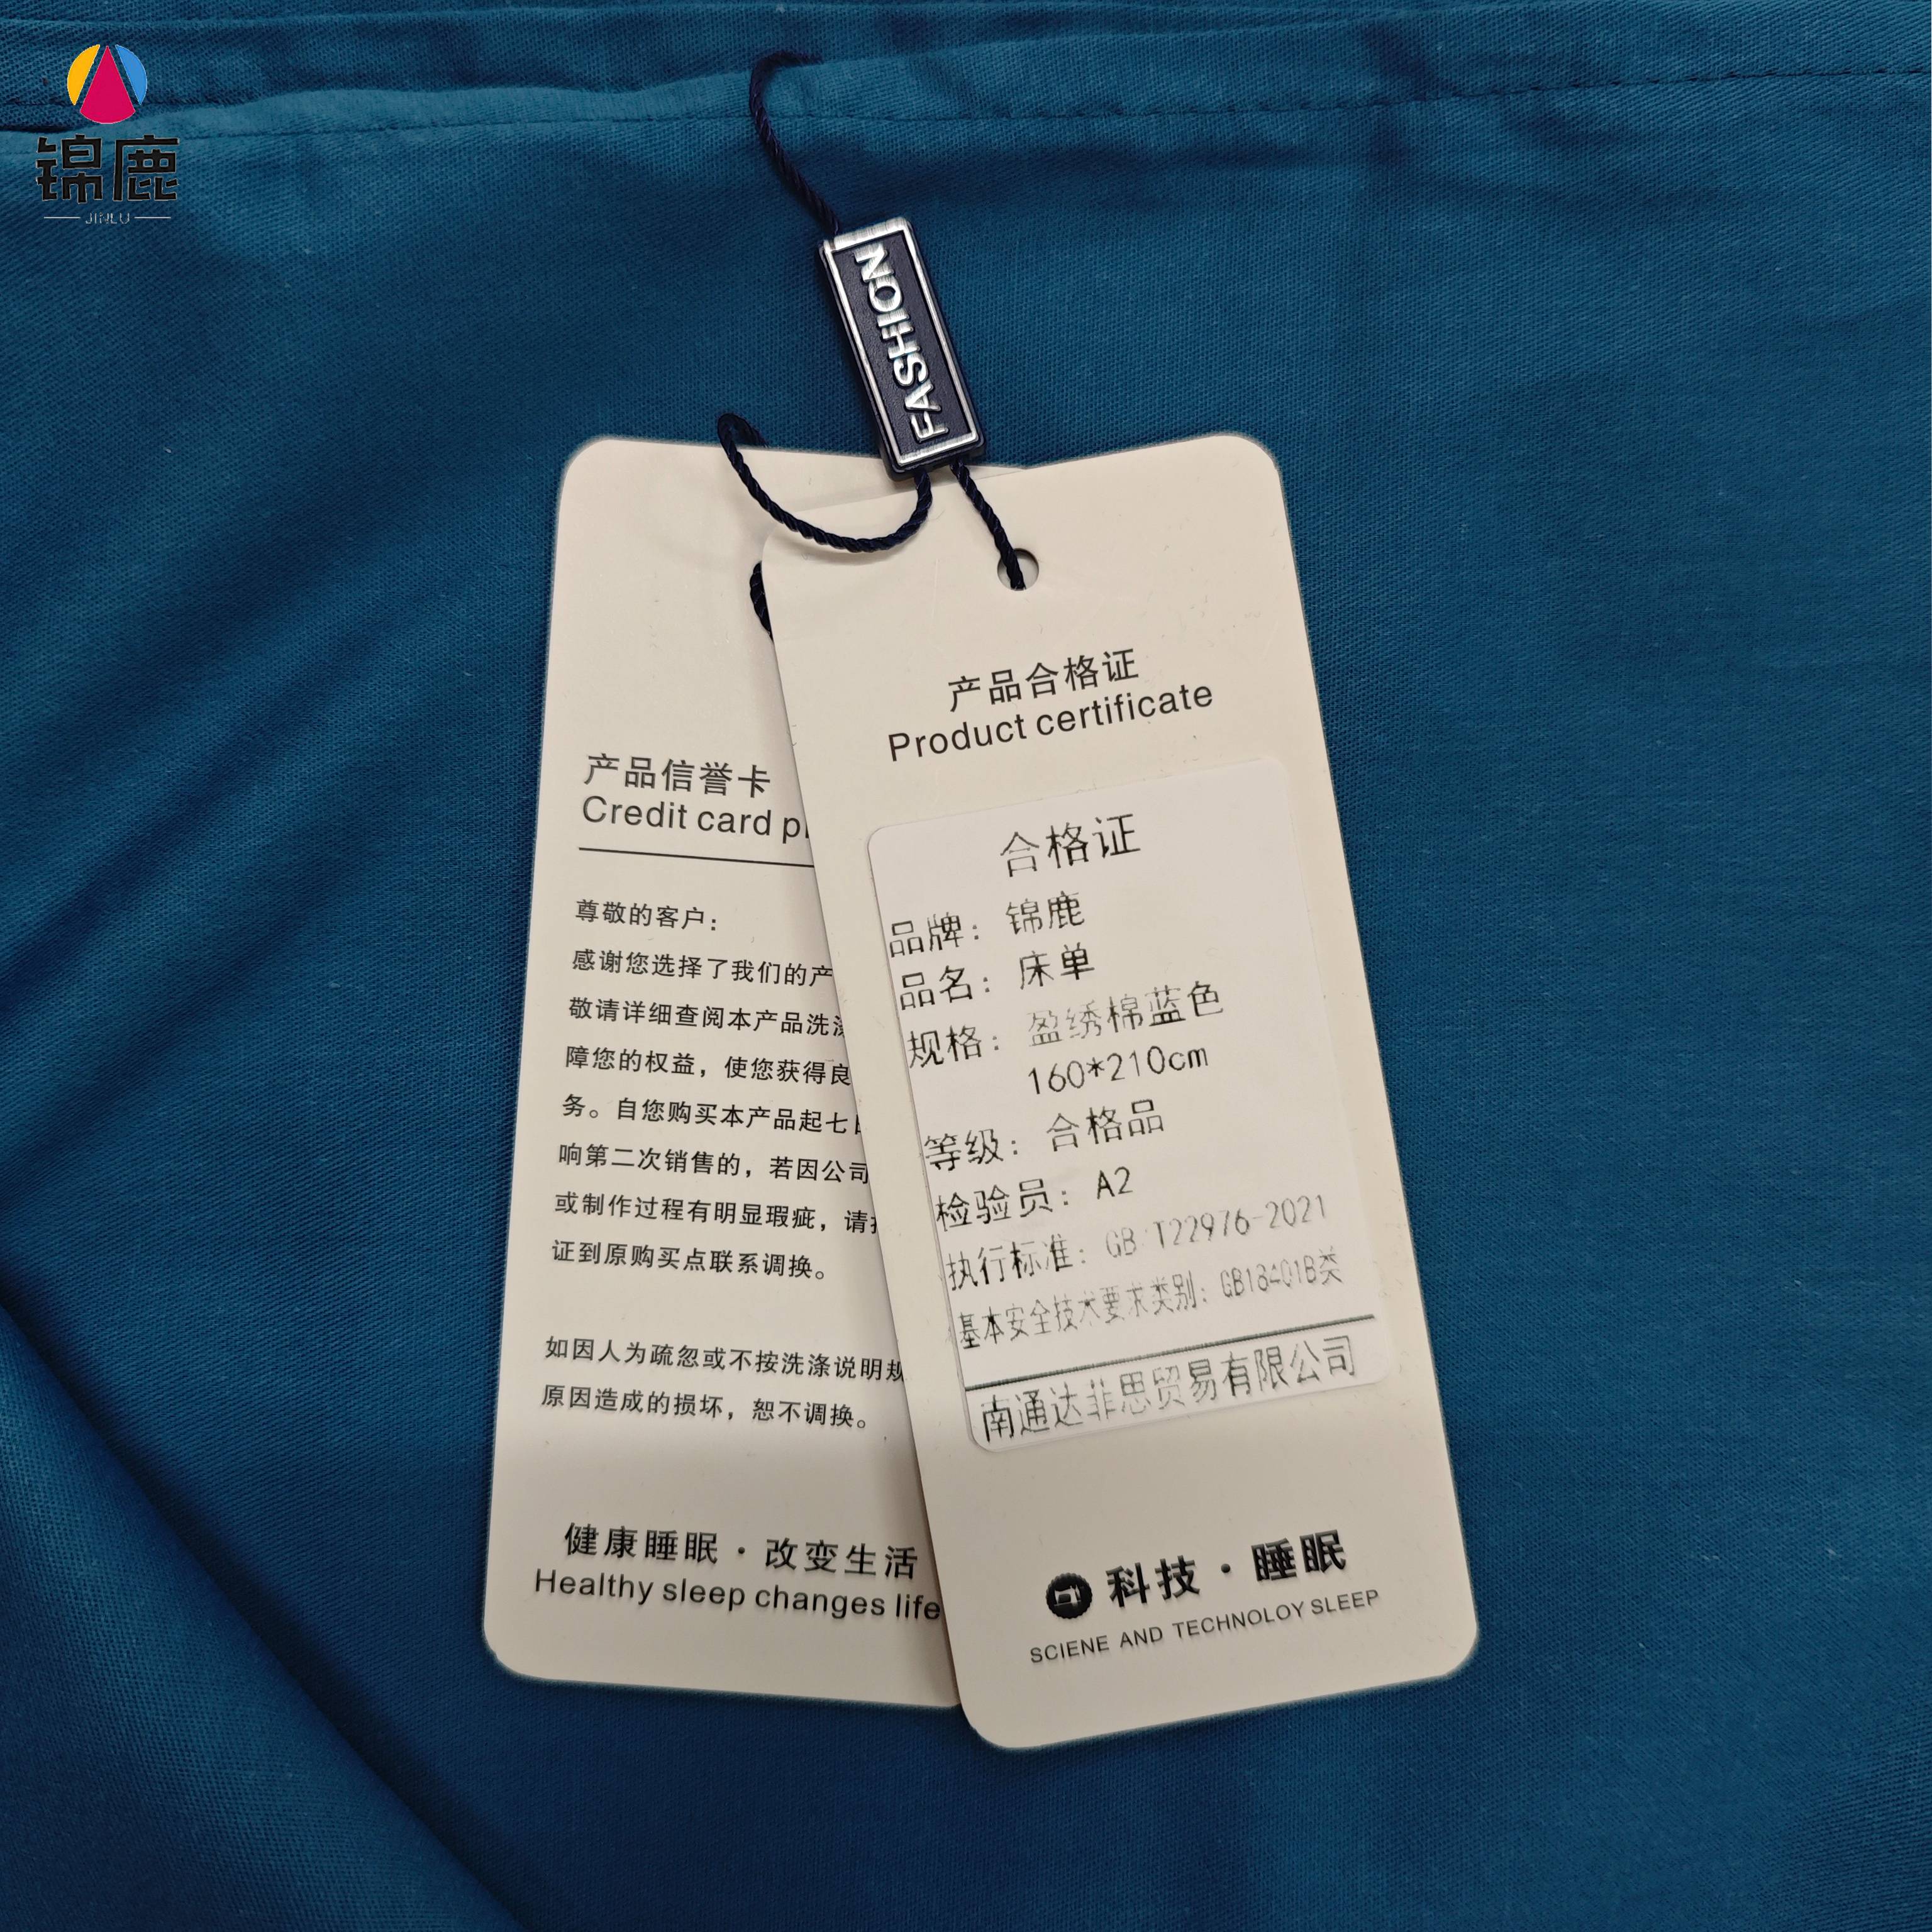 锦鹿
JINLU
FASHION
产品信誉卡
Credit card p
尊敬的客户:
感谢您选择了我们的产
敬请详细查阅本产品洗涤
障您的权益,使您获得良
务。自您购买本产品起七日
响第二次销售的,若因公司
或制作过程有明显瑕疵,请
证到原购买点联系调换。
如因人为疏忽或不按洗涤说明规
原因造成的损坏,恕不调换。
健康睡眠·改变生活
Healthy sleep changes life
产品合格证
Product certificate
合格证
品牌: 锦鹿
品名: 床单
规格: 盈绣棉蓝色
160*210cm
等级: 合格品
检验员: A2
执行标准: GB/T22976-2021
基本安全技术要求类别: GB18401B类
南通达菲思贸易有限公司
科技·睡眠
SCIENE AND TECHNOLOY SLEEP